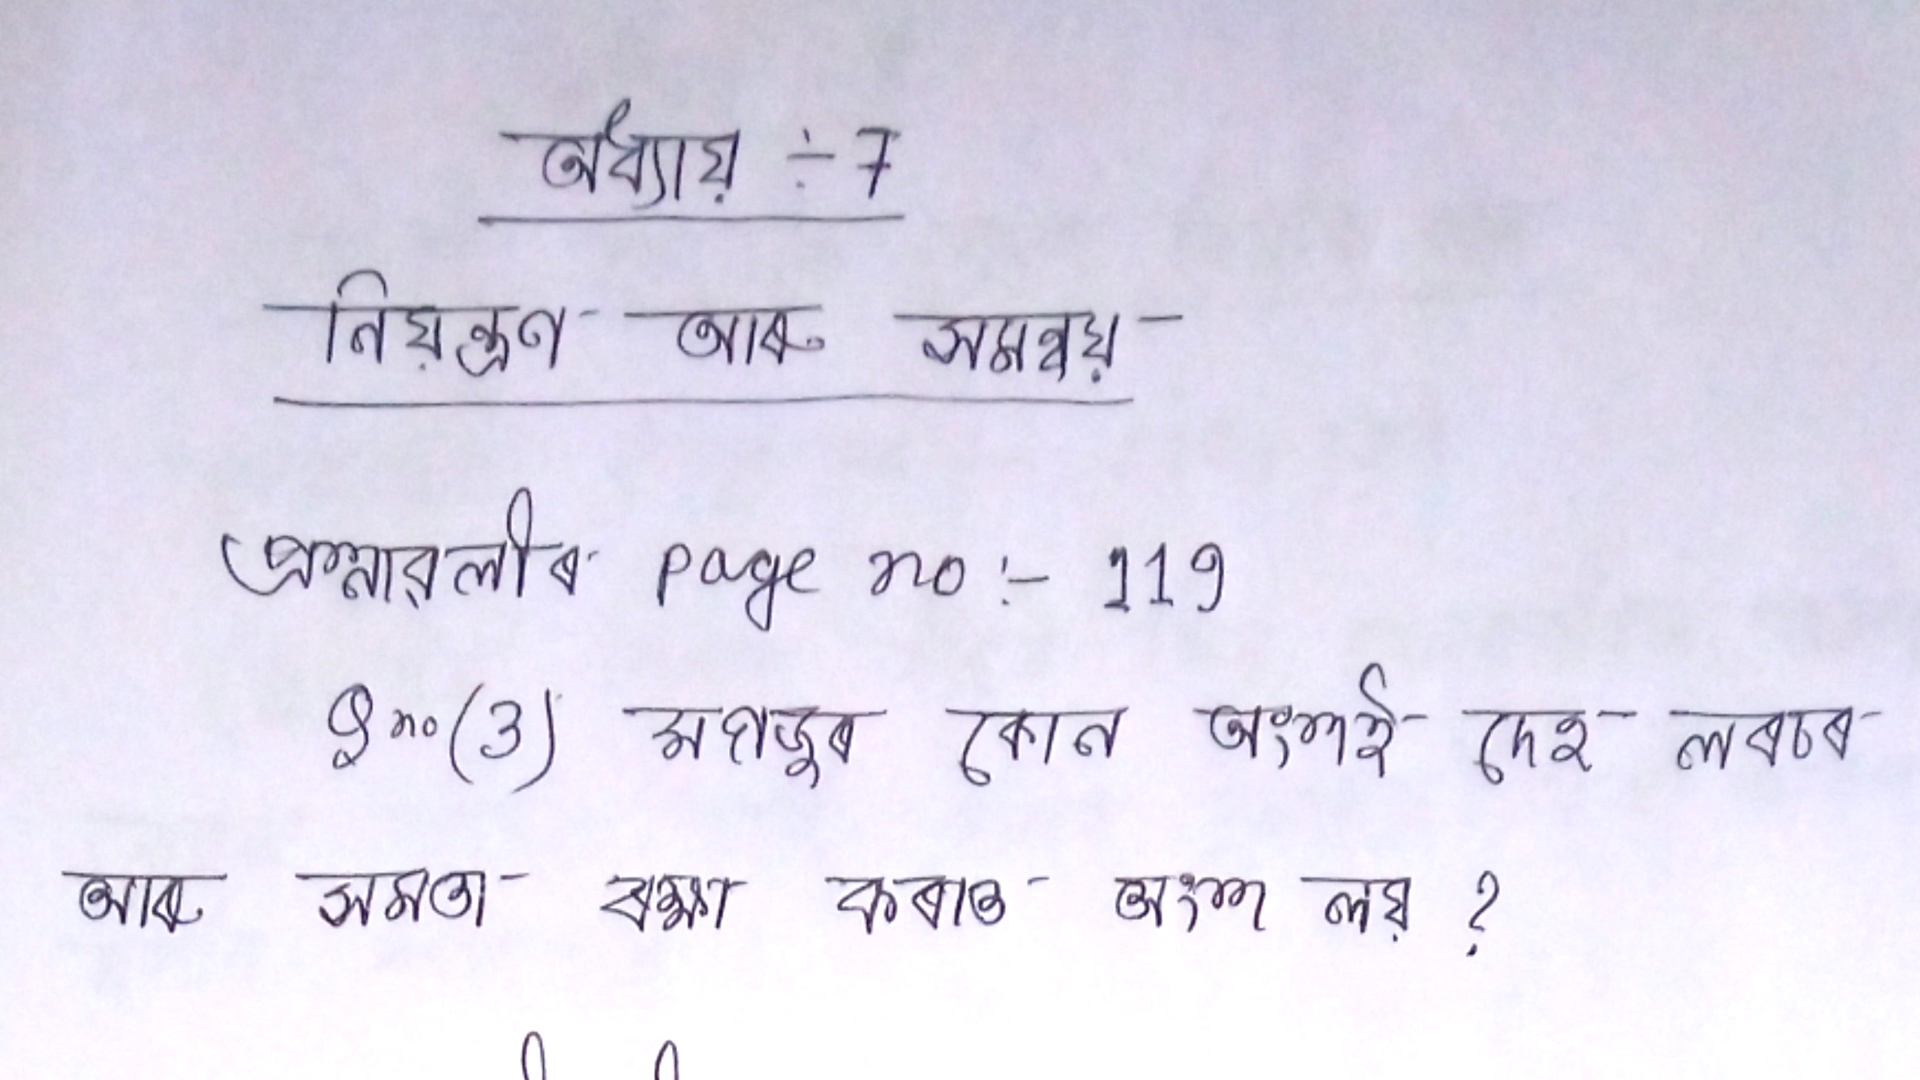 অধ্যায় ÷ 7
নিয়ন্ত্ৰণ আৰু সমন্বয়
প্ৰশ্নাৱলীৰ page no :- 119
Q no (3) মগজুৰ কোন অংশই দেহ লৰচৰ
আৰু সমতা ৰক্ষা কৰাত অংশ লয় ?